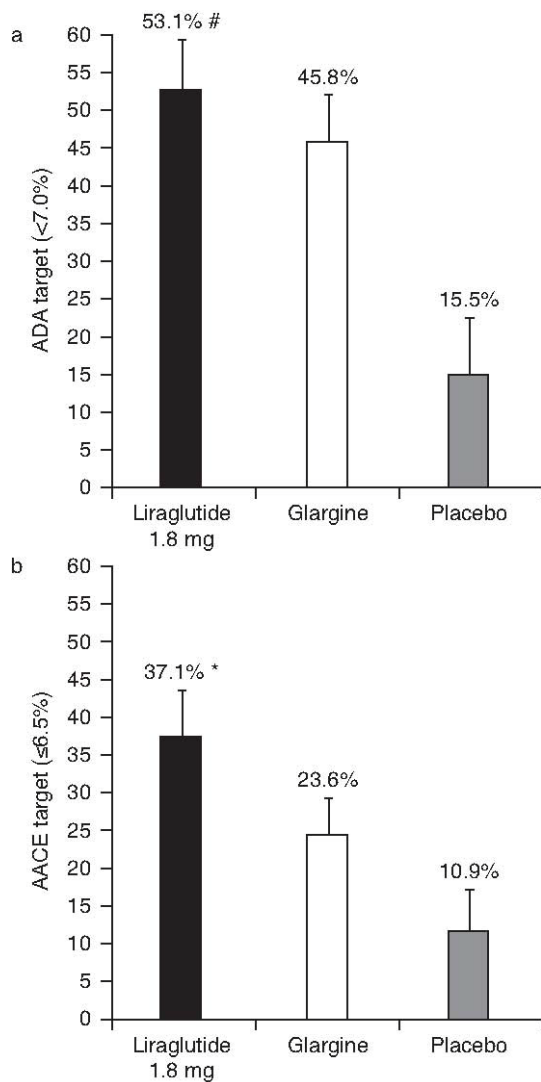 a
ADA target (<7.0%)
60
55
50
45
40
35
30
25
20
15
10
5
0
53.1% #
45.8%
15.5%
Liraglutide
1.8 mg
Glargine
Placebo
b
AACE target (≤6.5%)
60
55
50
45
40
35
30
25
20
15
10
5
0
37.1% *
23.6%
10.9%
Liraglutide
1.8 mg
Glargine
Placebo